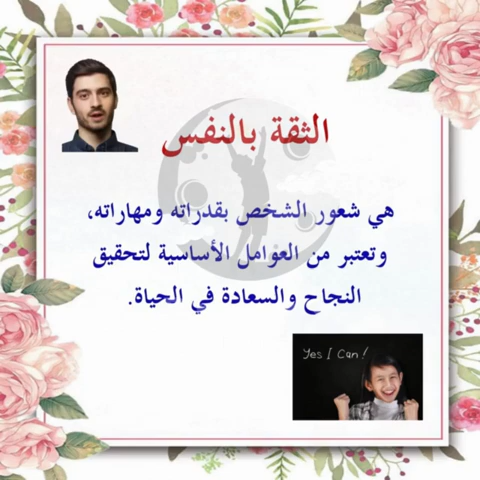 الثقة بالنفس
هي شعور الشخص بقدراته ومهاراته،
وتعتبر من العوامل الأساسية لتحقيق
النجاح والسعادة في الحياة.
Yes I Can !